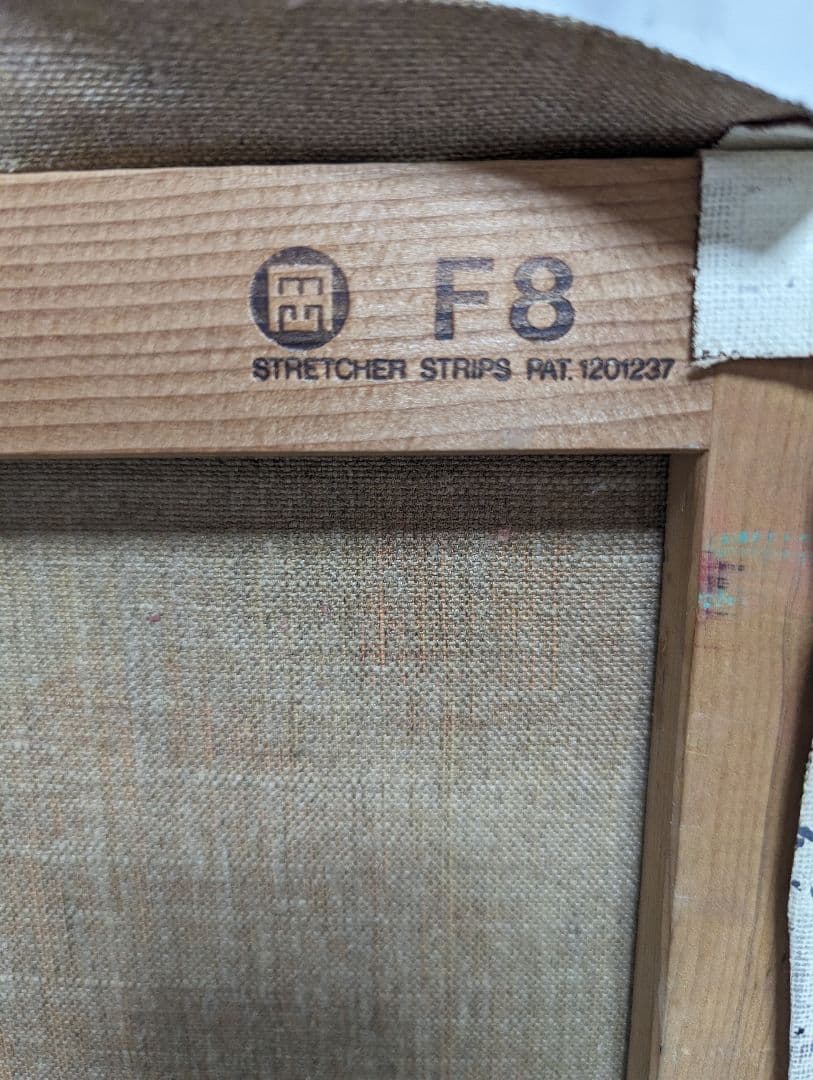 F8
STRETCHER STRIPS PAT. 1201237